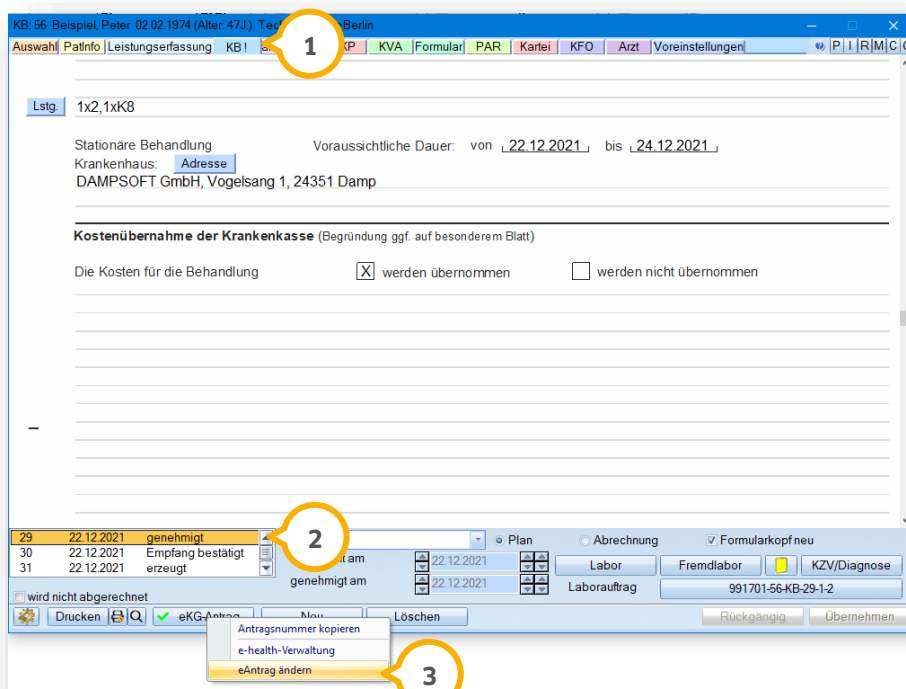 KB: 56 Beispiel, Peter 02.02.1974 (Alter: 47J.) Berlin
Auswahl PatInfo Leistungserfassung KB ! KVA Formular PAR Kartei KFO Arzt Voreinstellungen P I R M C
1
Lstg. 1x2,1xK8
Stationäre Behandlung Voraussichtliche Dauer: von 22.12.2021 bis 24.12.2021
Krankenhaus: Adresse
DAMPSOFT GmbH, Vogelsang 1, 24351 Damp
Kostenübernahme der Krankenkasse (Begründung ggf. auf besonderem Blatt)
Die Kosten für die Behandlung X werden übernommen werden nicht übernommen
29 22.12.2021 genehmigt
2
Plan Abrechnung Formularkopf neu
30 22.12.2021 Empfang bestätigt
am 22.12.2021
Labor Fremdlabor KZV/Diagnose
31 22.12.2021 erzeugt
genehmigt am 22.12.2021
Laborauftrag 991701-56-KB-29-1-2
wird nicht abgerechnet
Drucken eKG-Antrag Neu Löschen Rückgängig Übernehmen
Antragsnummer kopieren
e-health-Verwaltung
eAntrag ändern
3